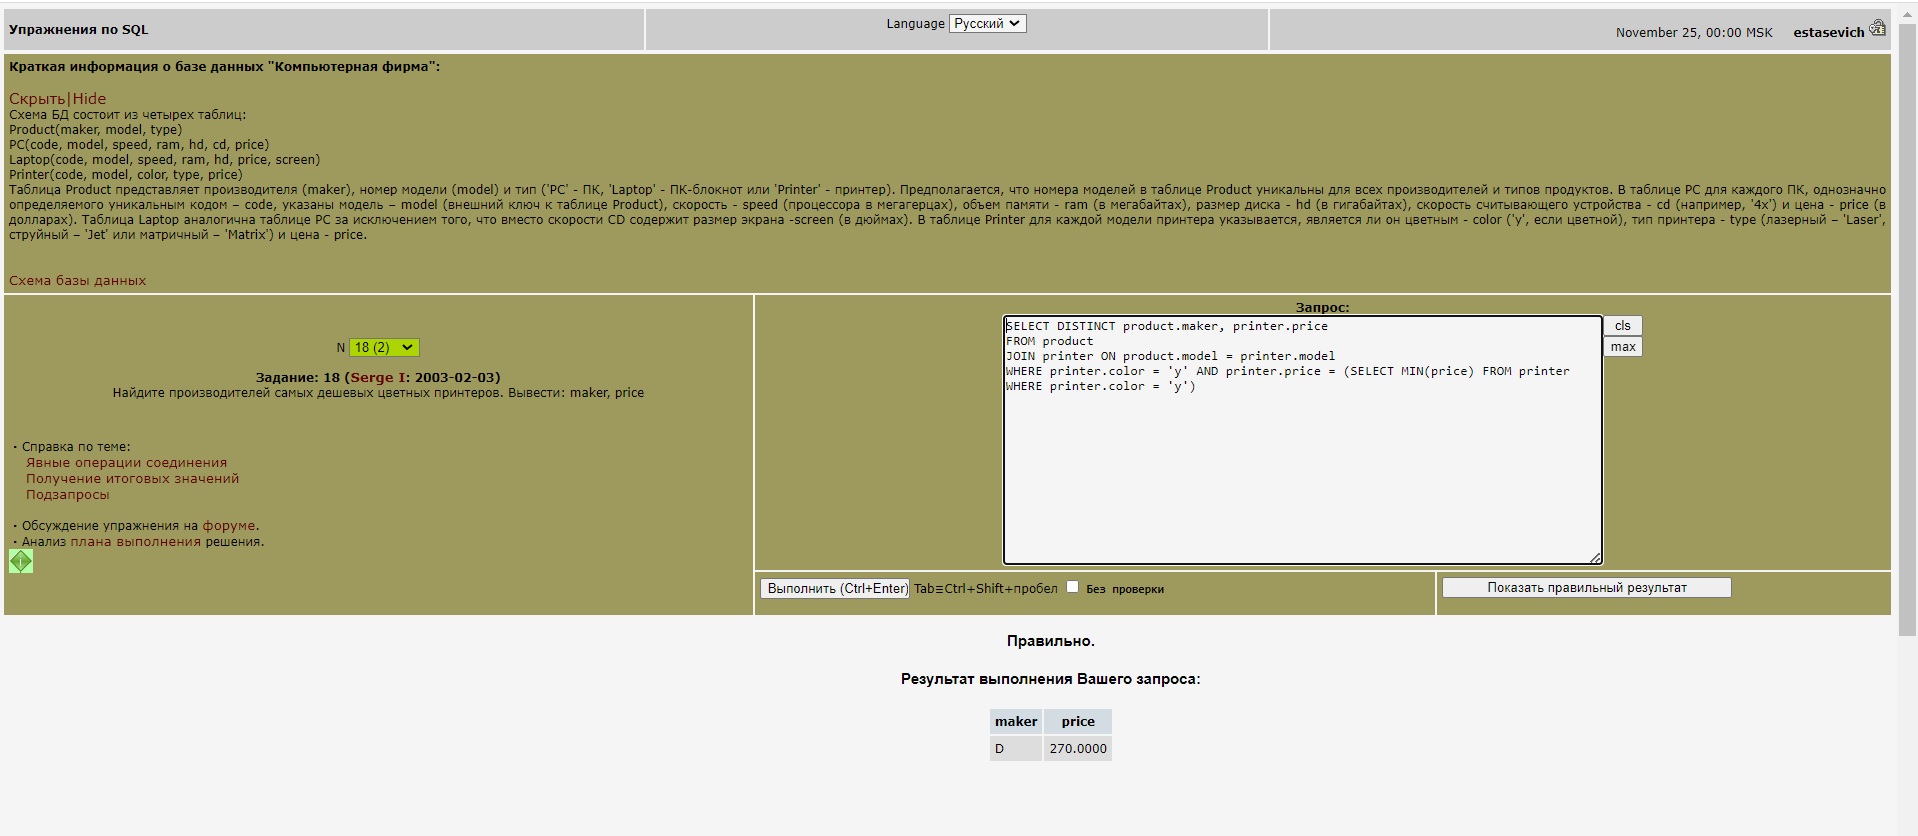 Упражнения по SQL
Language Русский
November 25, 00:00 MSK estasevich
Краткая информация о базе данных "Компьютерная фирма":
Скрыть|Hide
Схема БД состоит из четырех таблиц:
Product(maker, model, type)
PC(code, model, speed, ram, hd, cd, price)
Laptop(code, model, speed, ram, hd, price, screen)
Printer(code, model, color, type, price)
Таблица Product представляет производителя (maker), номер модели (model) и тип ('PC' - ПК, 'Laptop' - ПК-блокнот или 'Printer' - принтер). Предполагается, что номера моделей в таблице Product уникальны для всех производителей и типов продуктов. В таблице PC для каждого ПК, однозначно
определяемого уникальным кодом – code, указаны модель – model (внешний ключ к таблице Product), скорость - speed (процессора в мегагерцах), объем памяти - ram (в мегабайтах), размер диска - hd (в гигабайтах), скорость считывающего устройства - cd (например, '4x') и цена - price (в
долларах). Таблица Laptop аналогична таблице РС за исключением того, что вместо скорости CD содержит размер экрана -screen (в дюймах). В таблице Printer для каждой модели принтера указывается, является ли он цветным - color ('y', если цветной), тип принтера - type (лазерный – 'Laser',
струйный – 'Jet' или матричный – 'Matrix') и цена - price.
Схема базы данных
N 18 (2)
Задание: 18 (Serge I: 2003-02-03)
Найдите производителей самых дешевых цветных принтеров. Вывести: maker, price
· Справка по теме:
Явные операции соединения
Получение итоговых значений
Подзапросы
· Обсуждение упражнения на форуме.
· Анализ плана выполнения решения.
Запрос:
SELECT DISTINCT product.maker, printer.price
FROM product
JOIN printer ON product.model = printer.model
WHERE printer.color = 'y' AND printer.price = (SELECT MIN(price) FROM printer
WHERE printer.color = 'y')
cls
max
Выполнить (Ctrl+Enter) Tab≡Ctrl+Shift+пробел Без проверки
Показать правильный результат
Правильно.
Результат выполнения Вашего запроса:
maker price
D 270.0000